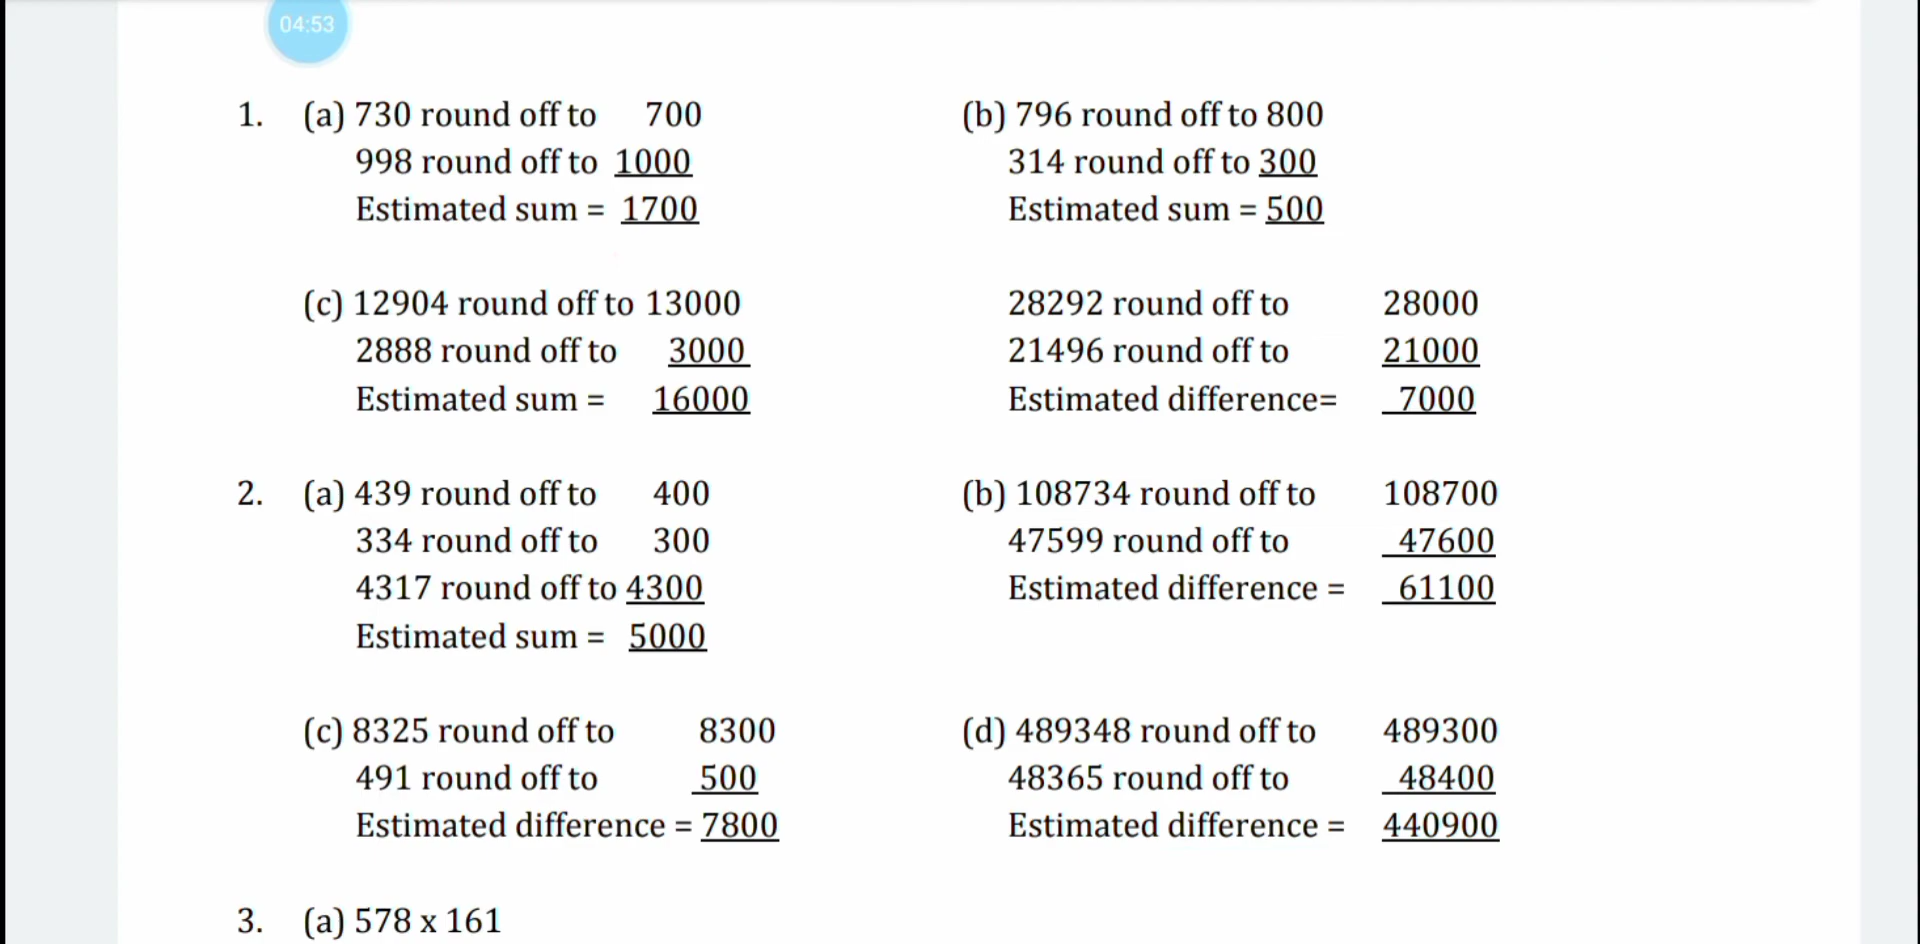 04:53
1. (a) 730 round off to 700
998 round off to 1000
Estimated sum = 1700
(b) 796 round off to 800
314 round off to 300
Estimated sum = 500
(c) 12904 round off to 13000
2888 round off to 3000
Estimated sum = 16000
28292 round off to 28000
21496 round off to 21000
Estimated difference= 7000
2. (a) 439 round off to 400
334 round off to 300
4317 round off to 4300
Estimated sum = 5000
(b) 108734 round off to 108700
47599 round off to 47600
Estimated difference = 61100
(c) 8325 round off to 8300
491 round off to 500
Estimated difference = 7800
(d) 489348 round off to 489300
48365 round off to 48400
Estimated difference = 440900
3. (a) 578 x 161